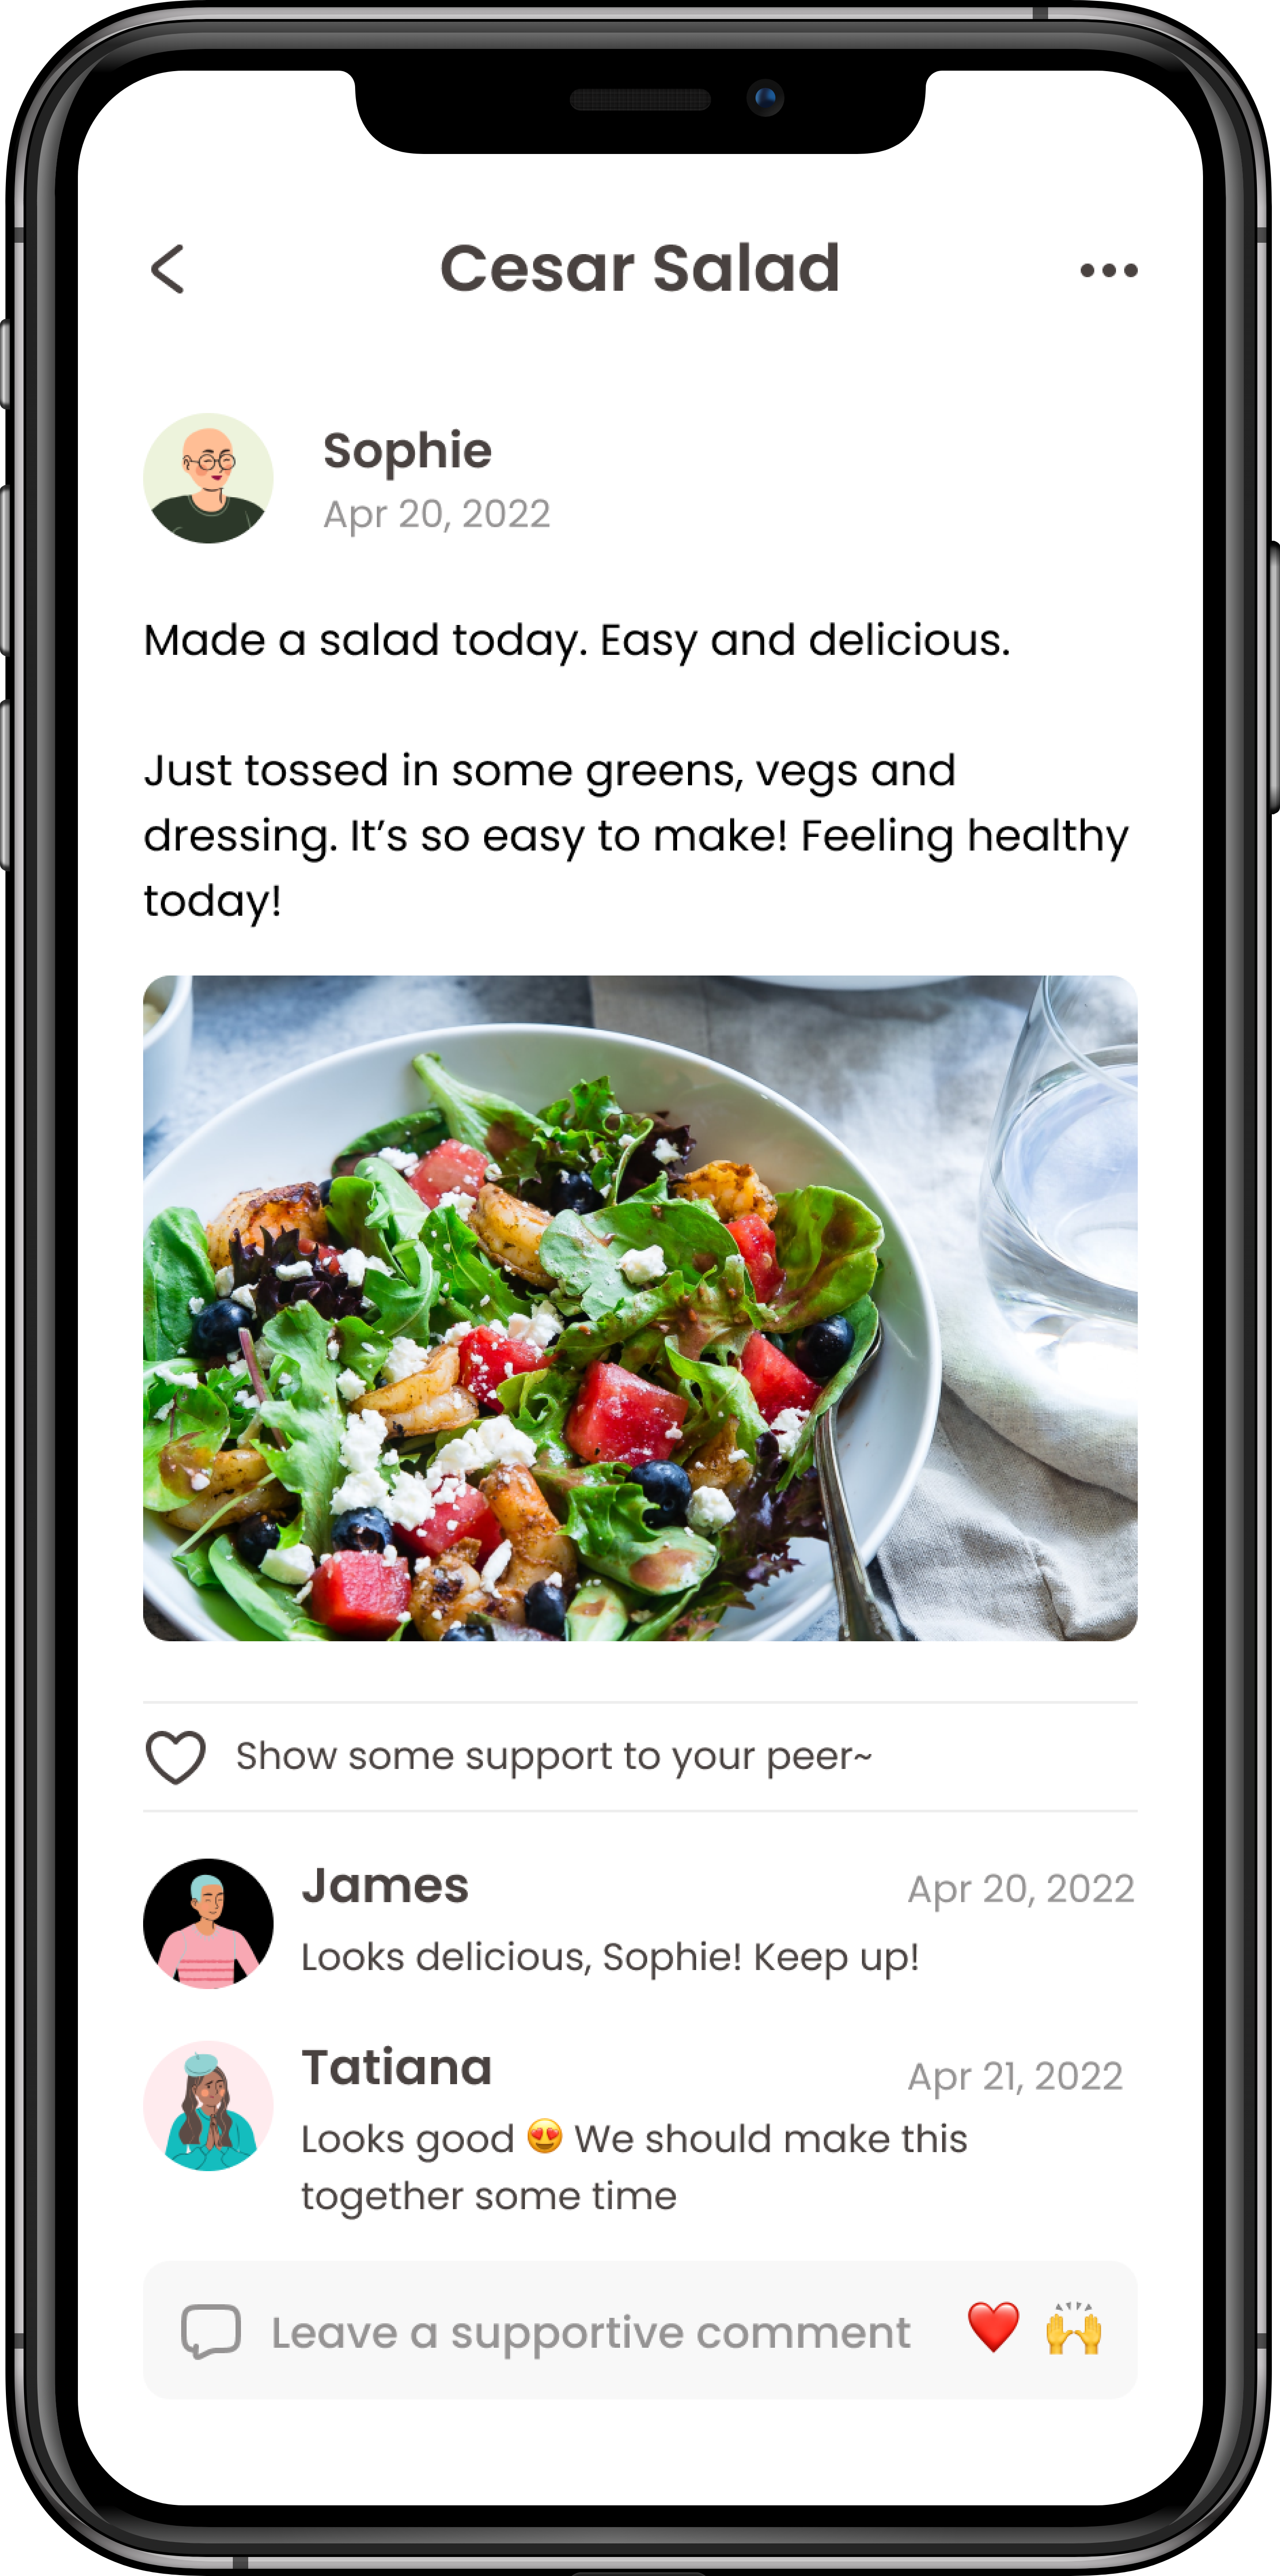 Cesar Salad
Sophie
Apr 20, 2022
Made a salad today. Easy and delicious.
Just tossed in some greens, vegs and
dressing. It’s so easy to make! Feeling healthy
today!
Show some support to your peer~
James
Apr 20, 2022
Looks delicious, Sophie! Keep up!
Tatiana
Apr 21, 2022
Looks good 😍 We should make this
together some time
Leave a supportive comment ❤️ 🙌